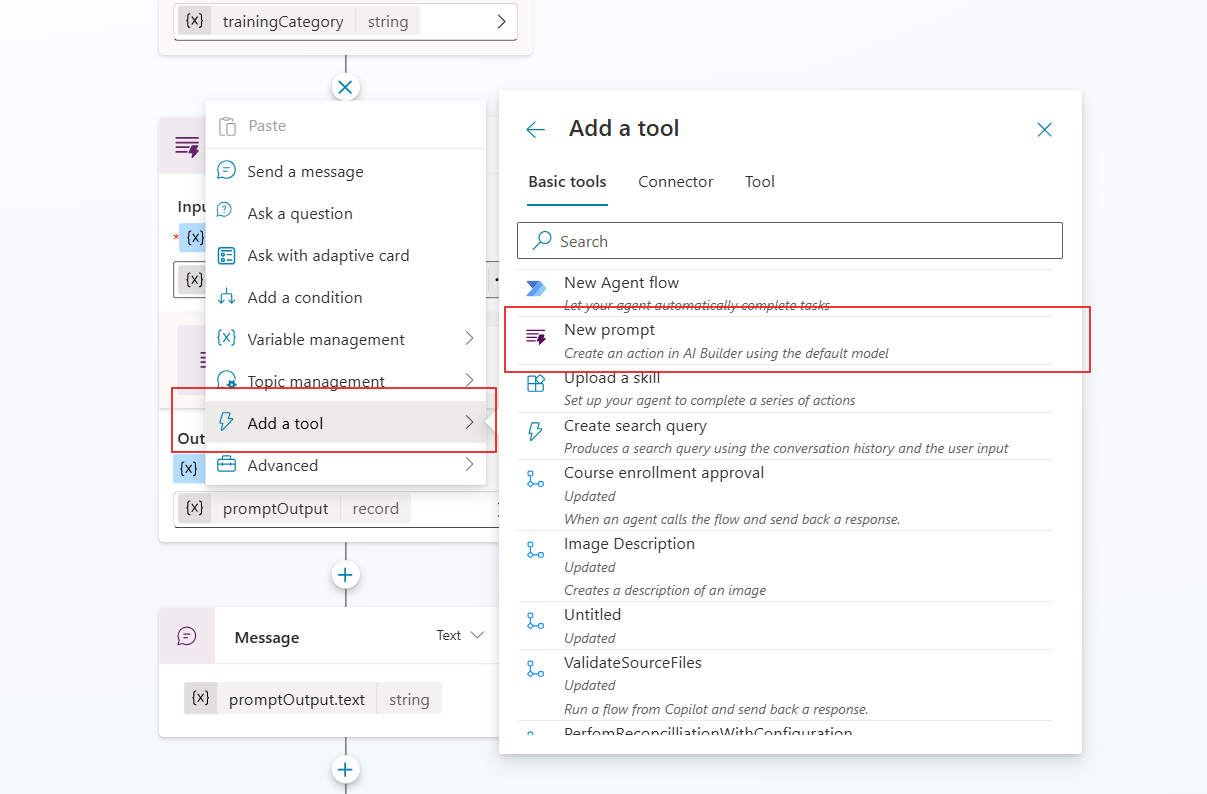 {x} trainingCategory string
Paste
Send a message
Ask a question
Ask with adaptive card
Add a condition
Variable management
Topic management
Add a tool
Advanced
* {x}
{x}
{x}
{x} promptOutput record
Message Text
{x} promptOutput.text string
Add a tool
Basic tools Connector Tool
Search
New Agent flow
Let your agent automatically complete tasks
New prompt
Create an action in AI Builder using the default model
Upload a skill
Set up your agent to complete a series of actions
Create search query
Produces a search query using the conversation history and the user input
Course enrollment approval
Updated
When an agent calls the flow and send back a response.
Image Description
Updated
Creates a description of an image
Untitled
Updated
ValidateSourceFiles
Updated
Run a flow from Copilot and send back a response.
PerfomReconcilliationWithConfiguration